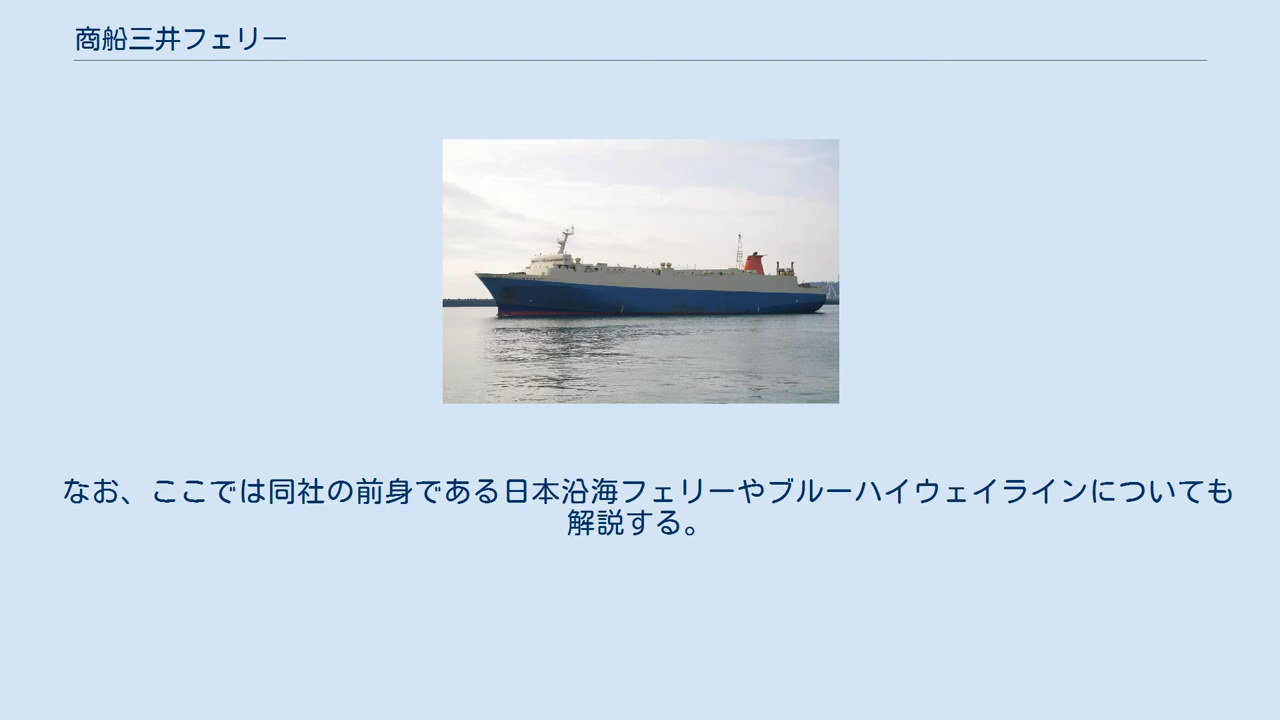 商船三井フェリー
なお、ここでは同社の前身である日本沿海フェリーやブルーハイウェイラインについても
解説する。